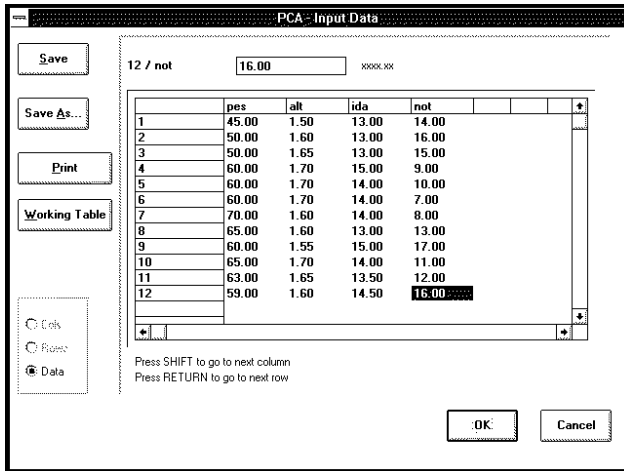 PCA - Input Data
Save
Save As...
Print
Working Table
12 / not 16.00 xxxx.xx
pes alt ida not
1 45.00 1.50 13.00 14.00
2 50.00 1.60 13.00 16.00
3 50.00 1.65 13.00 15.00
4 60.00 1.70 15.00 9.00
5 60.00 1.70 14.00 10.00
6 60.00 1.70 14.00 7.00
7 70.00 1.60 14.00 8.00
8 65.00 1.60 13.00 13.00
9 60.00 1.55 15.00 17.00
10 65.00 1.70 14.00 11.00
11 63.00 1.65 13.50 12.00
12 59.00 1.60 14.50 16.00
Cols
Rows
Data
Press SHIFT to go to next column
Press RETURN to go to next row
OK
Cancel